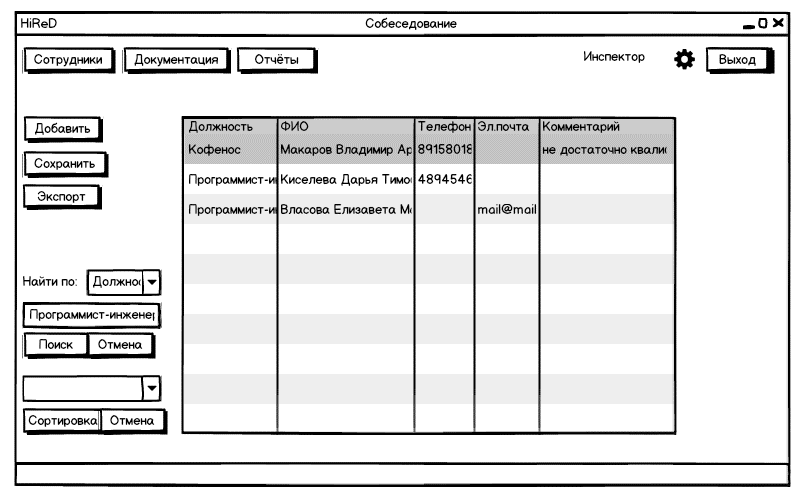 HiReD Собеседование
Сотрудники Документация Отчёты Инспектор Выход
Добавить
Сохранить
Экспорт
Должность ФИО Телефон Эл.почта Комментарий
Кофенос Макаров Владимир Ар 89158018 не достаточно квали
Программист-и Киселева Дарья Тимо 4894546
Программист-и Власова Елизавета М mail@mail
Найти по: Должно
Программист-инженер
Поиск Отмена
Сортировка Отмена